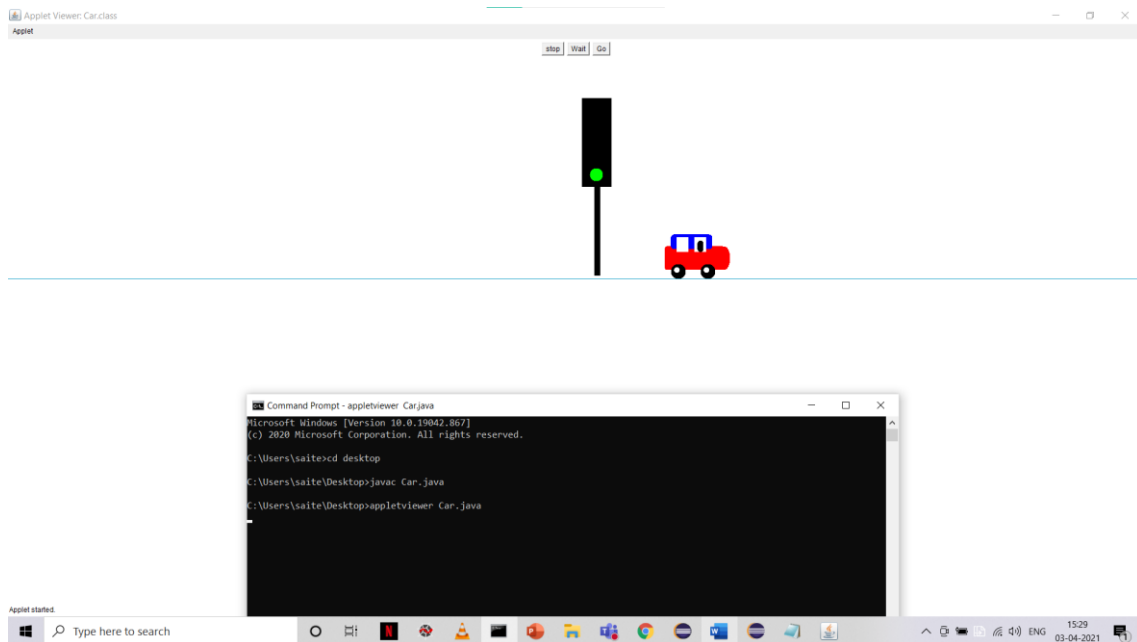 Applet Viewer: Car.class
Applet
stop Wait Go
Command Prompt - appletviewer Car.java
Microsoft Windows [Version 10.0.19042.867]
(c) 2020 Microsoft Corporation. All rights reserved.
C:\Users\saite>cd desktop
C:\Users\saite\Desktop>javac Car.java
C:\Users\saite\Desktop>appletviewer Car.java
Applet started.
Type here to search
ENG
15:29
03-04-2021